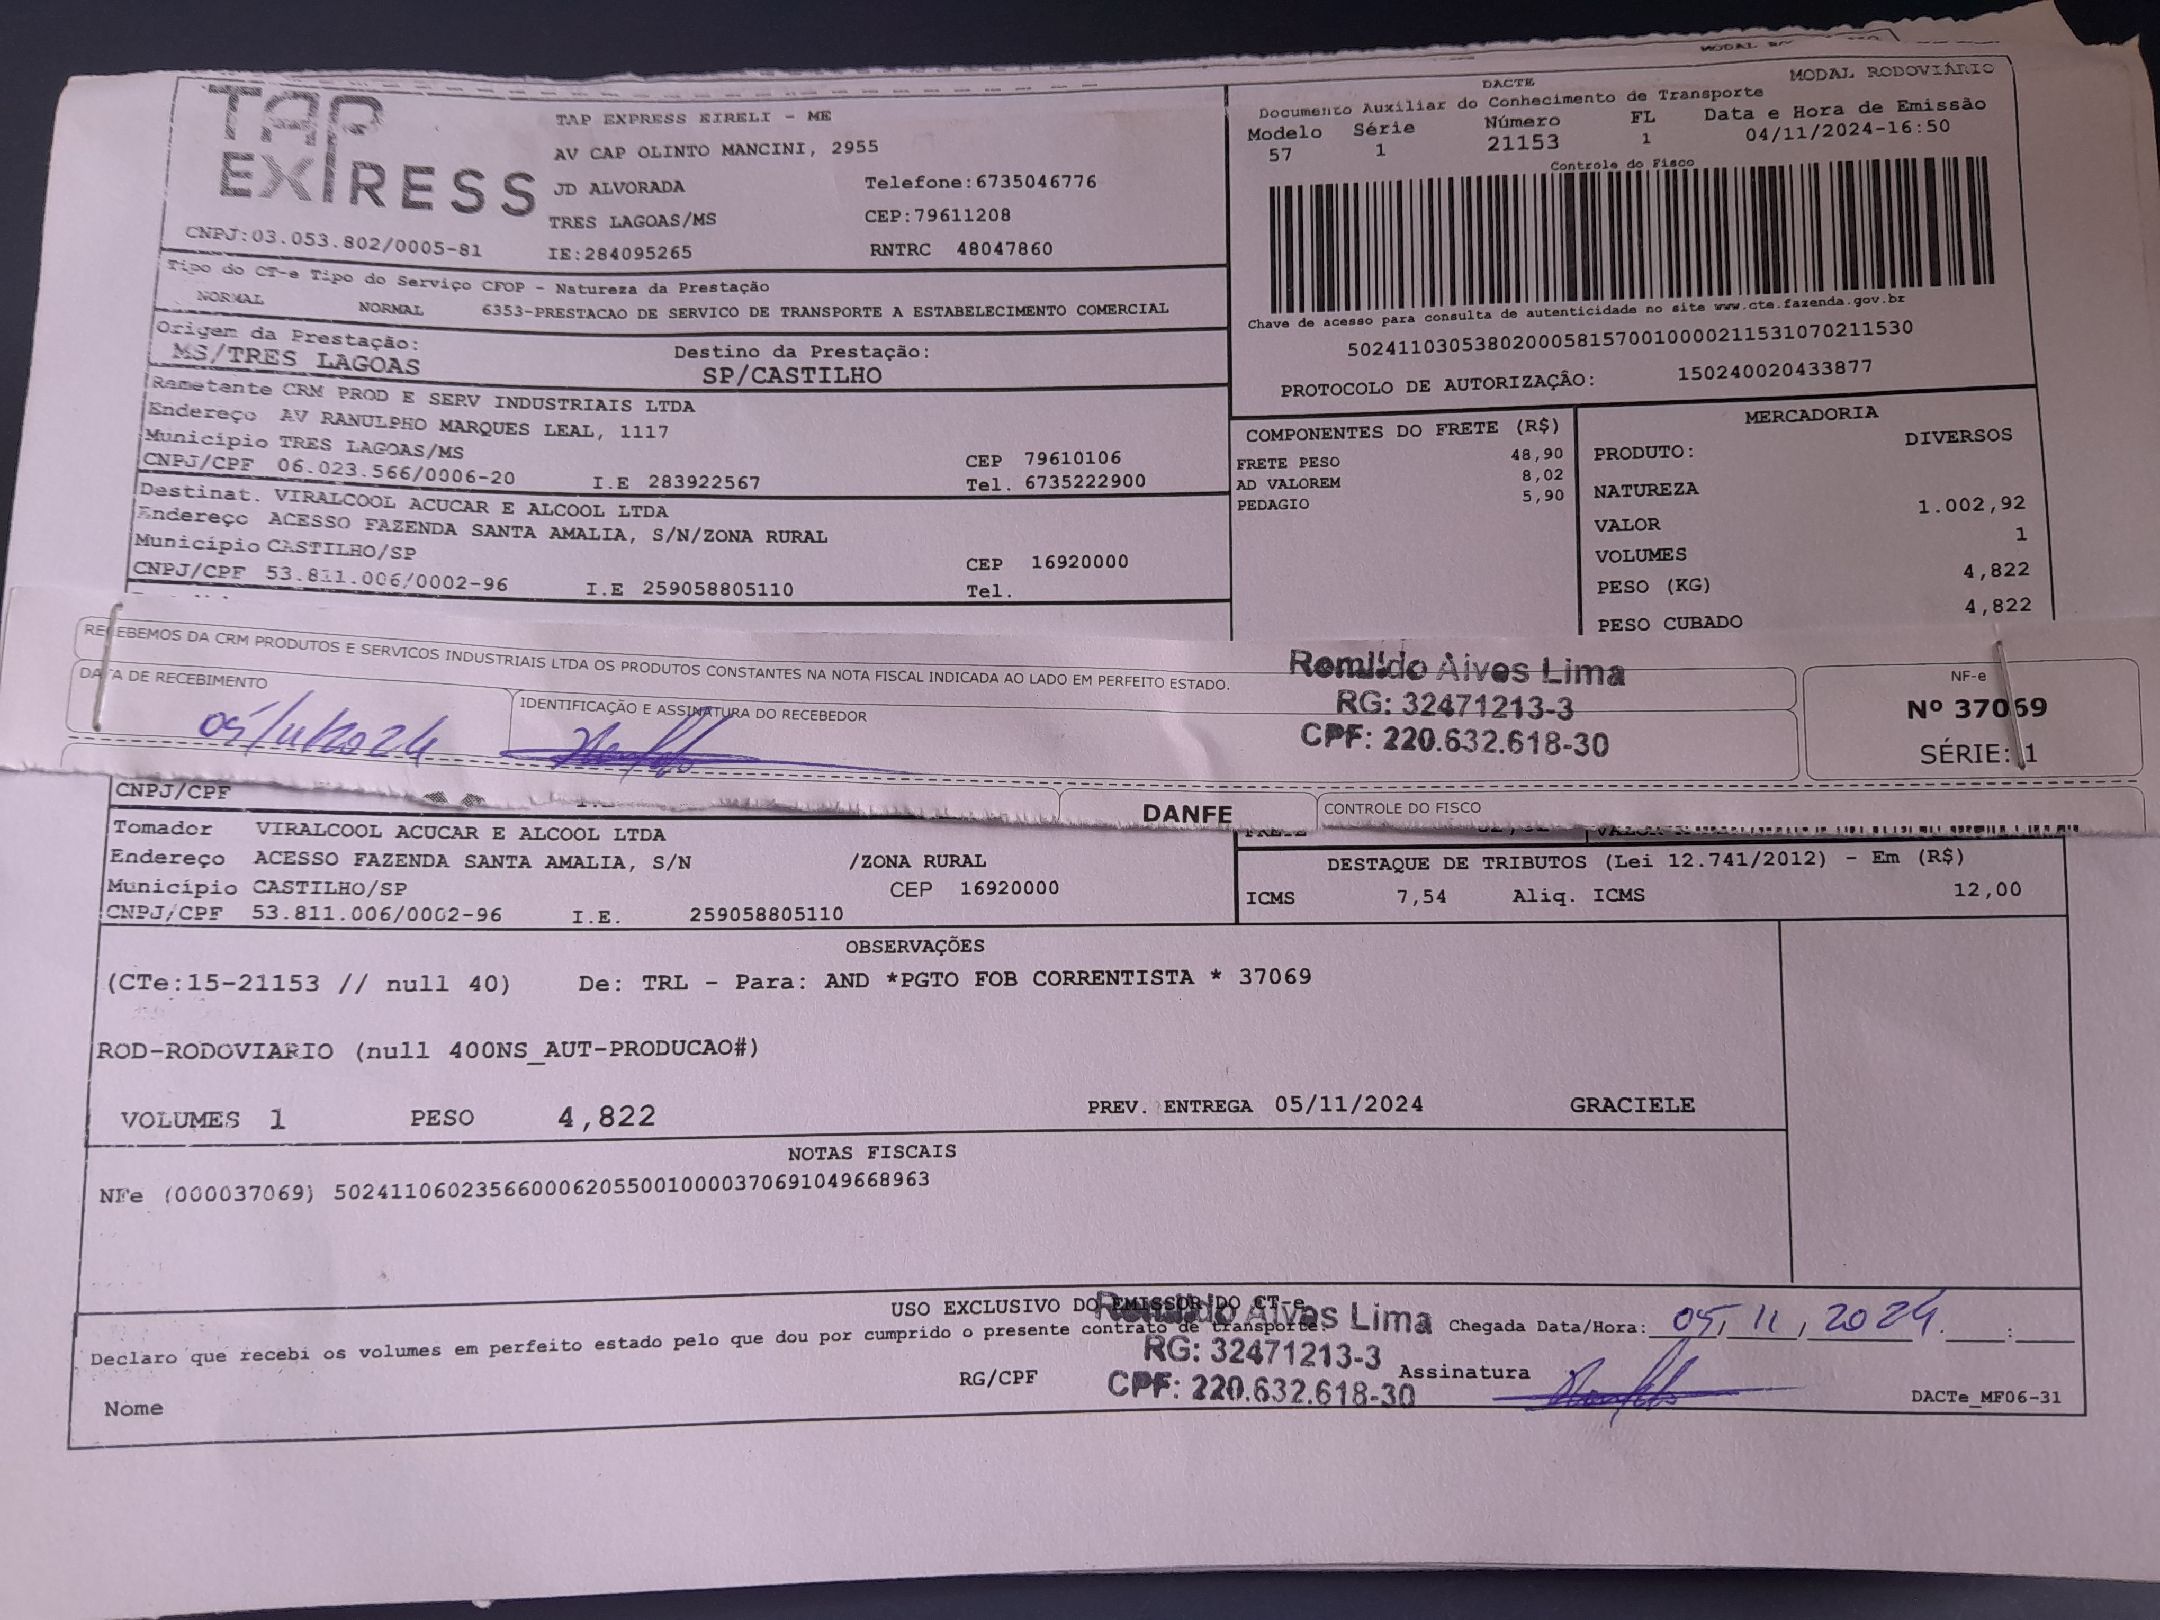 TAP
EXPRESS
CNPJ:03.053.802/0005-81
TAP EXPRESS EIRELI - ME
AV CAP OLINTO MANCINI, 2955
JD ALVORADA Telefone:6735046776
TRES LAGOAS/MS CEP:79611208
IE:284095265 RNTRC 48047860
DACTE MODAL RODOVIÁRIO
Documento Auxiliar do Conhecimento de Transporte
Modelo Série Número FL Data e Hora de Emissão
57 1 21153 1 04/11/2024-16:50
Controle do Fisco
Chave de acesso para consulta de autenticidade no site www.cte.fazenda.gov.br
50241103053802000581570010000211531070211530
PROTOCOLO DE AUTORIZAÇÃO: 150240020433877
Tipo do CT-e Tipo do Serviço CFOP - Natureza da Prestação
NORMAL NORMAL 6353-PRESTACAO DE SERVICO DE TRANSPORTE A ESTABELECIMENTO COMERCIAL
Origem da Prestação: Destino da Prestação:
MS/TRES LAGOAS SP/CASTILHO
Remetente CRM PROD E SERV INDUSTRIAIS LTDA
Endereço AV RANULPHO MARQUES LEAL, 1117
Município TRES LAGOAS/MS CEP 79610106
CNPJ/CPF 06.023.566/0006-20 I.E 283922567 Tel. 6735222900
Destinat. VIRALCOOL ACUCAR E ALCOOL LTDA
Endereço ACESSO FAZENDA SANTA AMALIA, S/N/ZONA RURAL
Município CASTILHO/SP CEP 16920000
CNPJ/CPF 53.811.006/0002-96 I.E 259058805110 Tel.
COMPONENTES DO FRETE (R$)
FRETE PESO 48,90
AD VALOREM 8,02
PEDAGIO 5,90
MERCADORIA
PRODUTO: DIVERSOS
NATUREZA
VALOR 1.002,92
VOLUMES 1
PESO (KG) 4,822
PESO CUBADO 4,822
RECEBEMOS DA CRM PRODUTOS E SERVICOS INDUSTRIAIS LTDA OS PRODUTOS CONSTANTES NA NOTA FISCAL INDICADA AO LADO EM PERFEITO ESTADO.
DATA DE RECEBIMENTO
05/11/2024
IDENTIFICAÇÃO E ASSINATURA DO RECEBEDOR
Romildo Alves Lima
RG: 32471213-3
CPF: 220.632.618-30
NF-e
Nº 37069
SÉRIE: 1
CNPJ/CPF
DANFE
CONTROLE DO FISCO
Tomador VIRALCOOL ACUCAR E ALCOOL LTDA
Endereço ACESSO FAZENDA SANTA AMALIA, S/N /ZONA RURAL
Município CASTILHO/SP CEP 16920000
CNPJ/CPF 53.811.006/0002-96 I.E. 259058805110
DESTAQUE DE TRIBUTOS (Lei 12.741/2012) - Em (R$)
ICMS 7,54 Aliq. ICMS 12,00
OBSERVAÇÕES
(CTe:15-21153 // null 40) De: TRL - Para: AND *PGTO FOB CORRENTISTA * 37069
ROD-RODOVIARIO (null 400NS_AUT-PRODUCAO#)
VOLUMES 1 PESO 4,822 PREV. ENTREGA 05/11/2024 GRACIELE
NOTAS FISCAIS
NFe (000037069) 50241106023566000620550010000370691049668963
USO EXCLUSIVO DO EMISSOR DO CT-e
Declaro que recebi os volumes em perfeito estado pelo que dou por cumprido o presente contrato de transporte.
Romildo Alves Lima
RG: 32471213-3
CPF: 220.632.618-30
Chegada Data/Hora: 05, 11, 2024
Nome RG/CPF Assinatura
DACTe_MF06-31